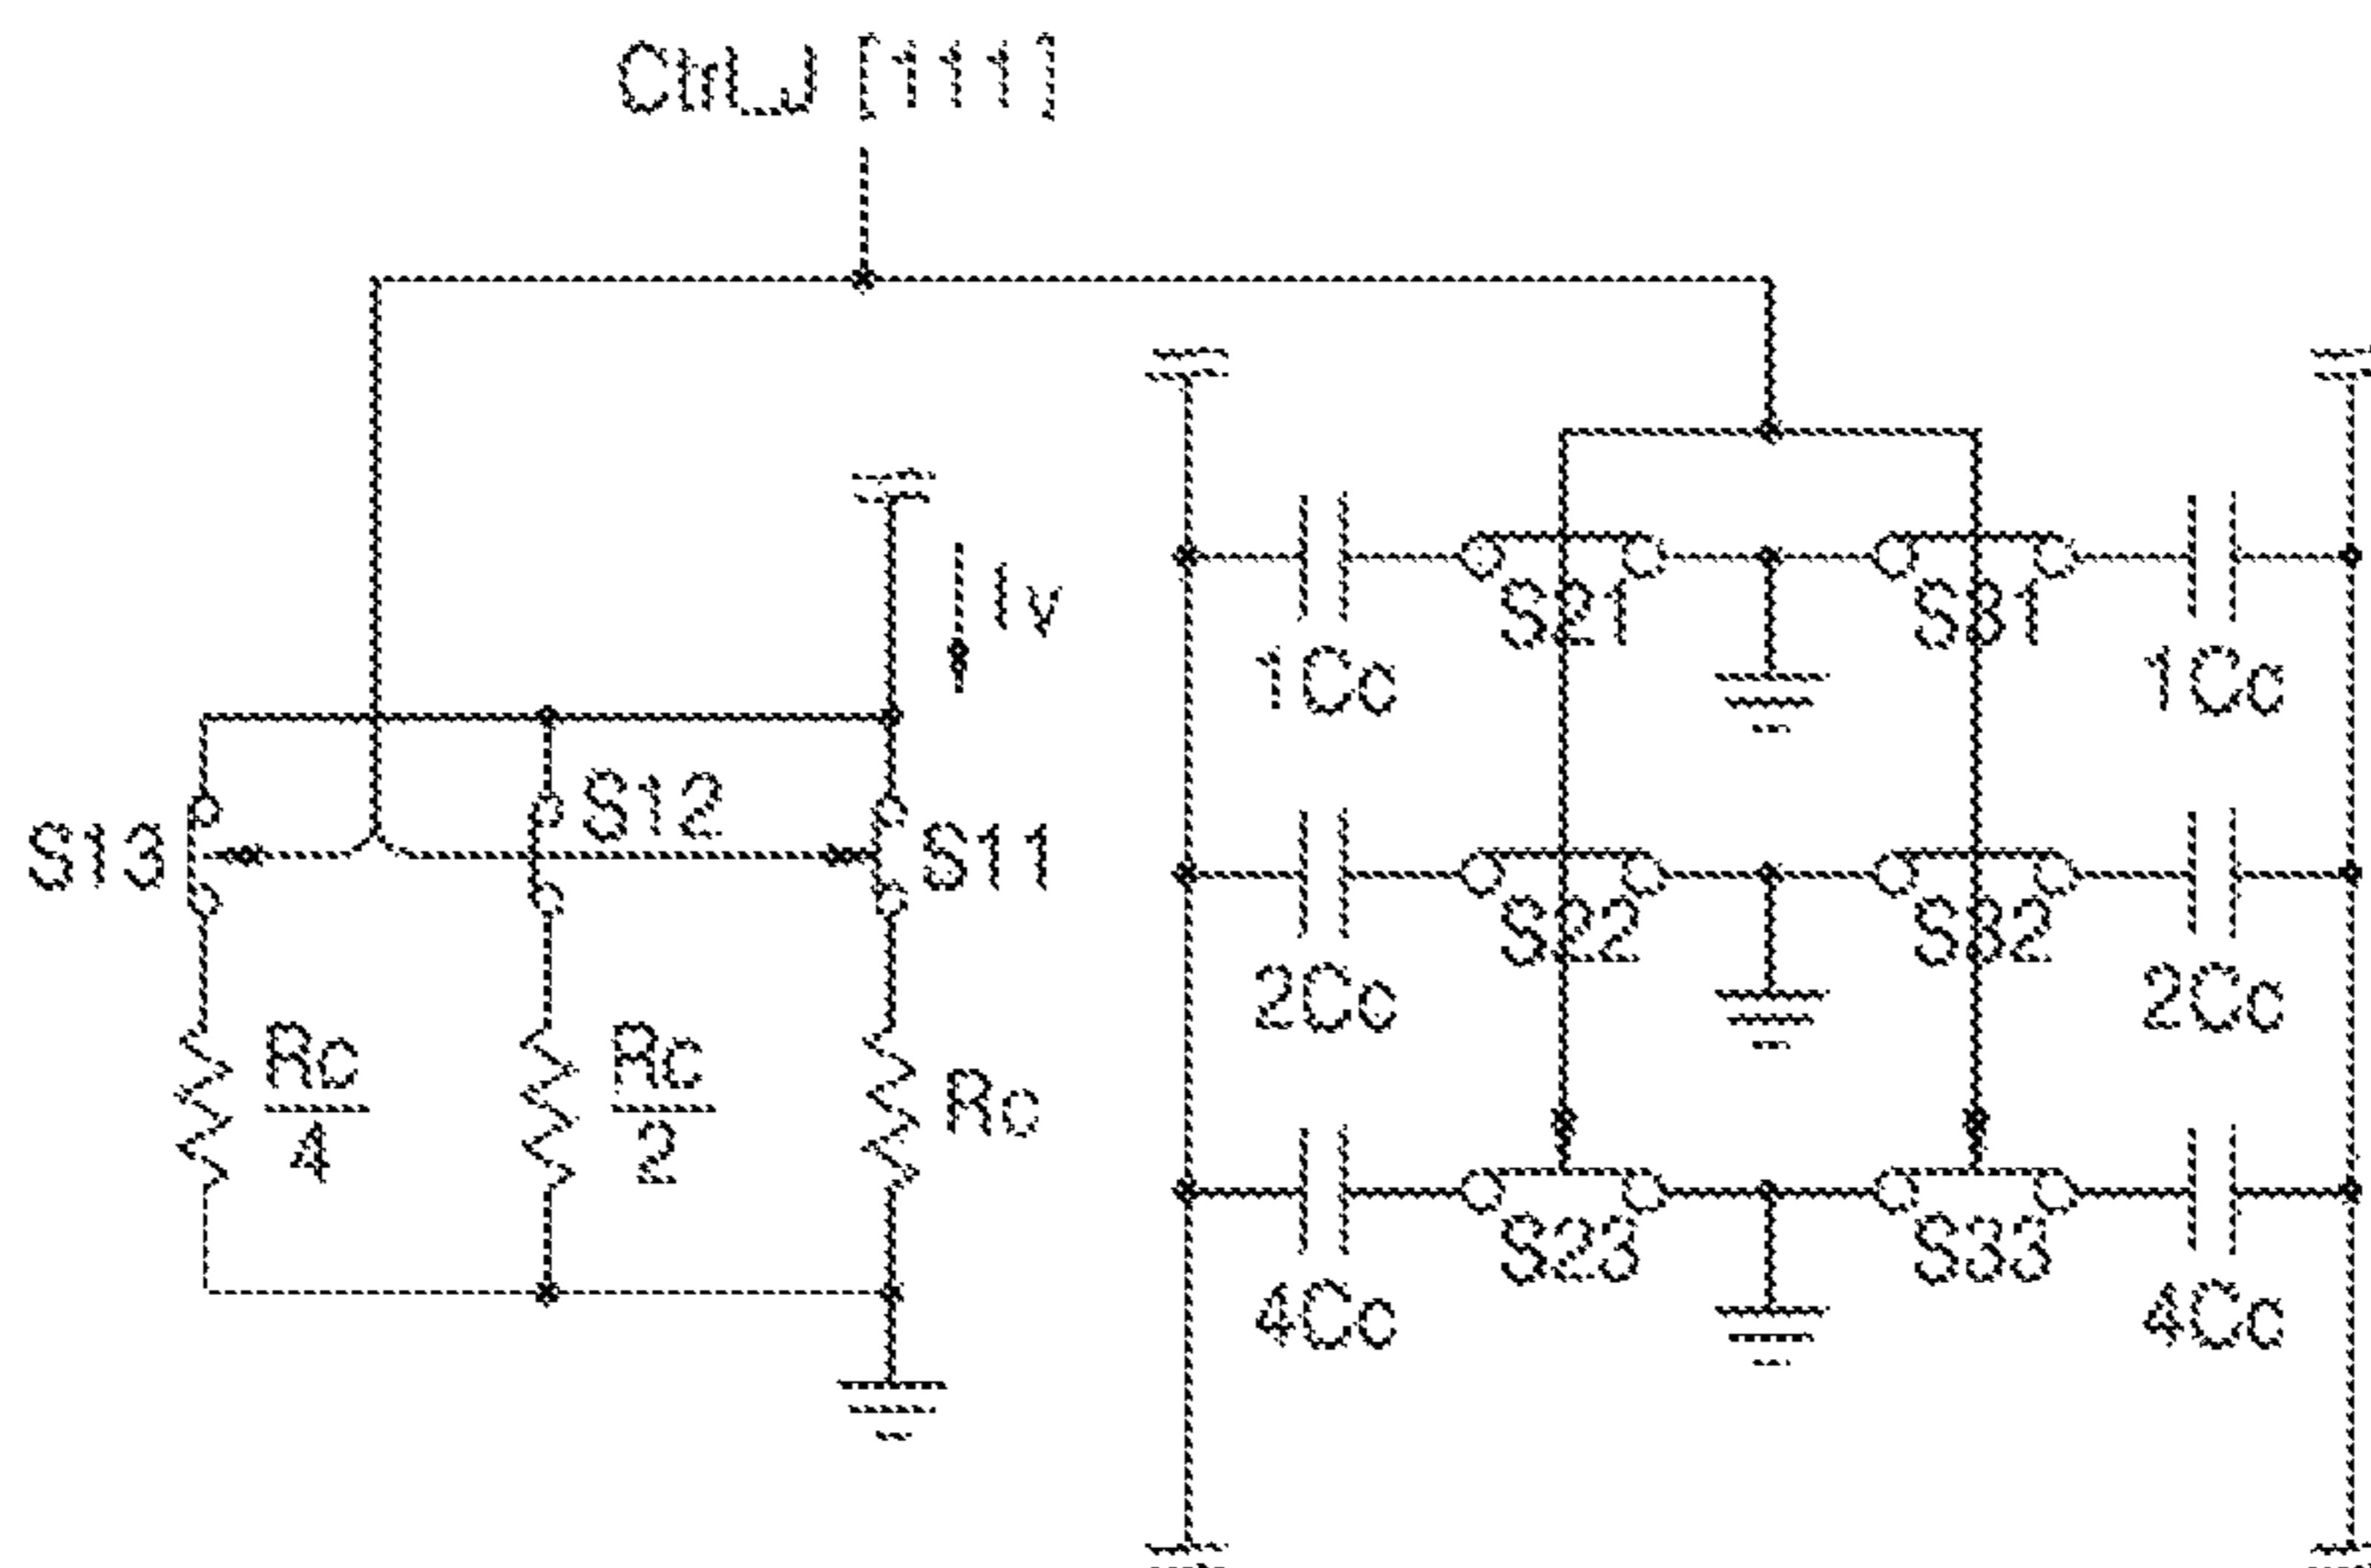 Ctrl_J [111]
Iv
S21
S31
1Cc
1Cc
S12
S13
S11
S22
S32
2Cc
2Cc
Rc
4
Rc
2
Rc
S23
S33
4Cc
4Cc